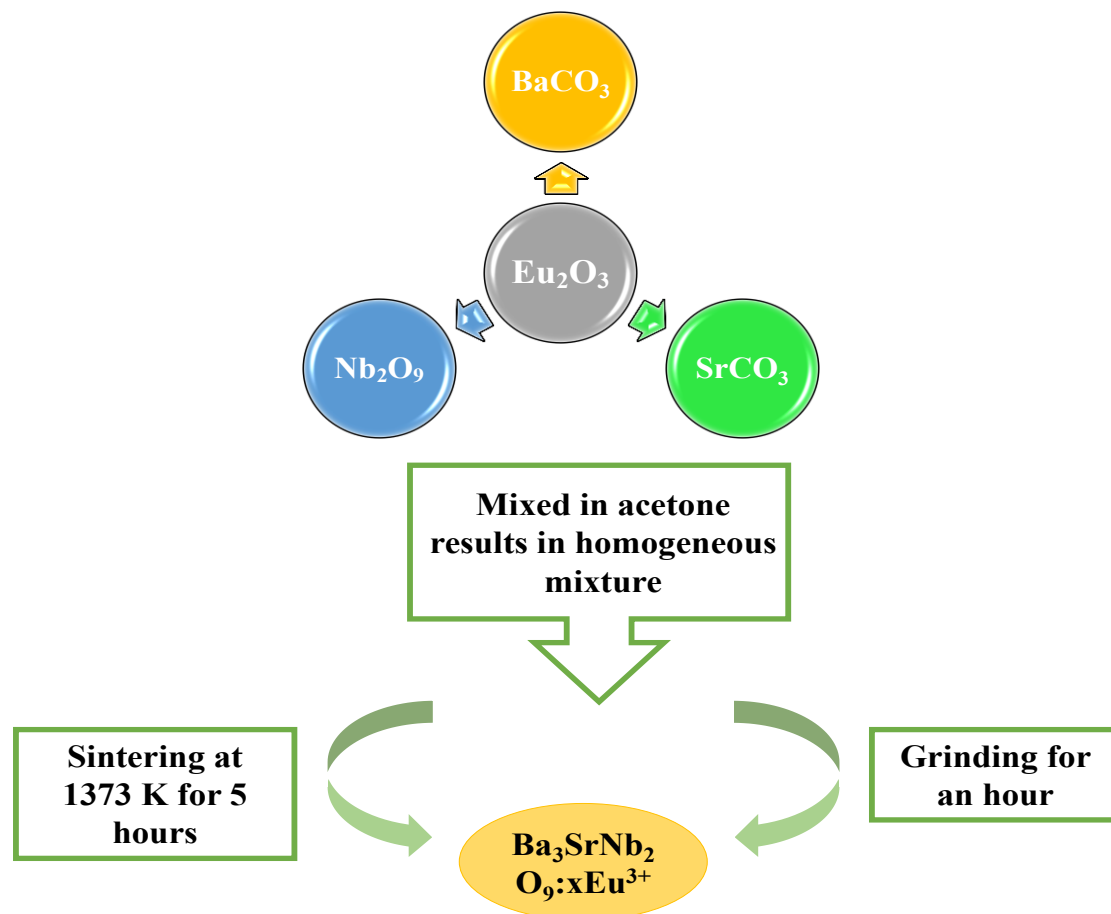 BaCO₃
Eu₂O₃
Nb₂O₉
SrCO₃
Mixed in acetone
results in homogeneous
mixture
Sintering at
1373 K for 5
hours
Grinding for
an hour
Ba₃SrNb₂
O₉:xEu³⁺